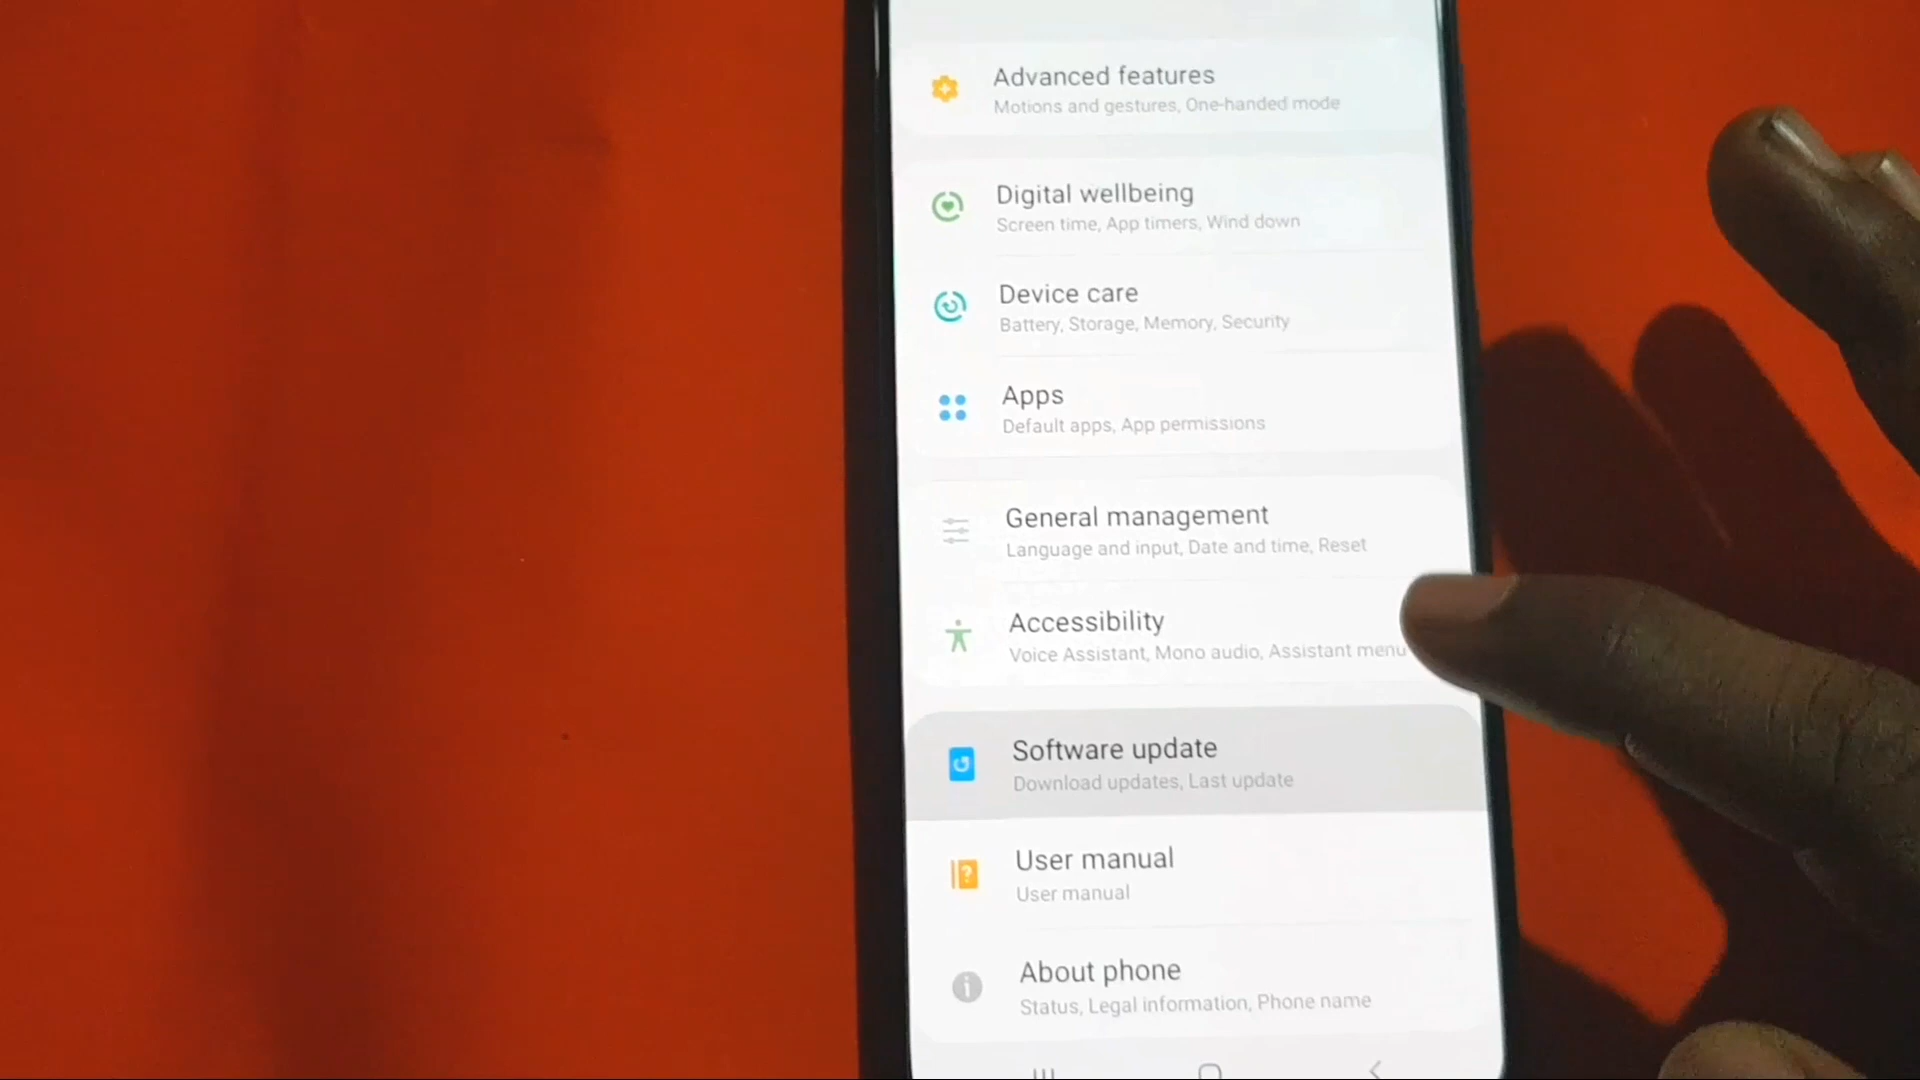 Advanced features
Motions and gestures, One-handed mode
Digital wellbeing
Screen time, App timers, Wind down
Device care
Battery, Storage, Memory, Security
Apps
Default apps, App permissions
General management
Language and input, Date and time, Reset
Accessibility
Voice Assistant, Mono audio, Assistant menu
Software update
Download updates, Last update
User manual
User manual
About phone
Status, Legal information, Phone name